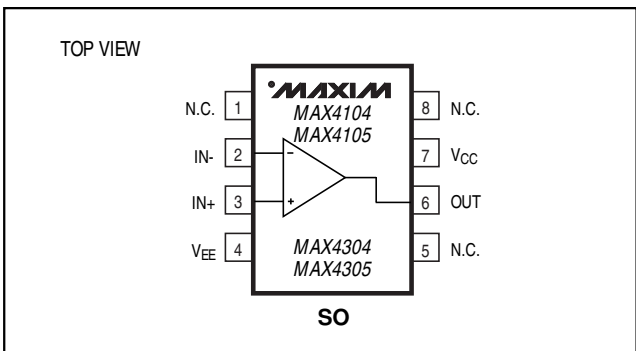 TOP VIEW
MAXIM
MAX4104
MAX4105
N.C. 1
8 N.C.
IN- 2
7 VCC
IN+ 3
6 OUT
VEE 4
5 N.C.
-
+
MAX4304
MAX4305
SO